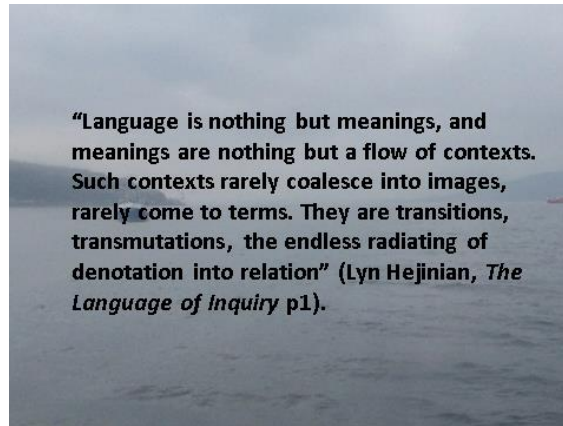 “Language is nothing but meanings, and
meanings are nothing but a flow of contexts.
Such contexts rarely coalesce into images,
rarely come to terms. They are transitions,
transmutations, the endless radiating of
denotation into relation” (Lyn Hejinian, The
Language of Inquiry p1).